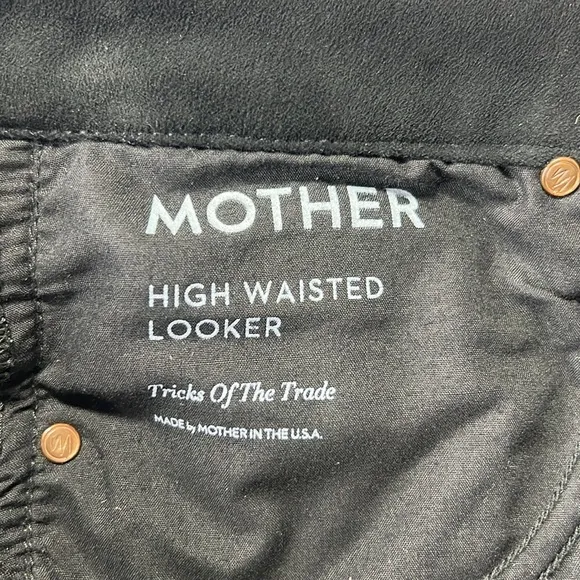 MOTHER
HIGH WAISTED
LOOKER
Tricks Of The Trade
MADE by MOTHER IN THE U.S.A.